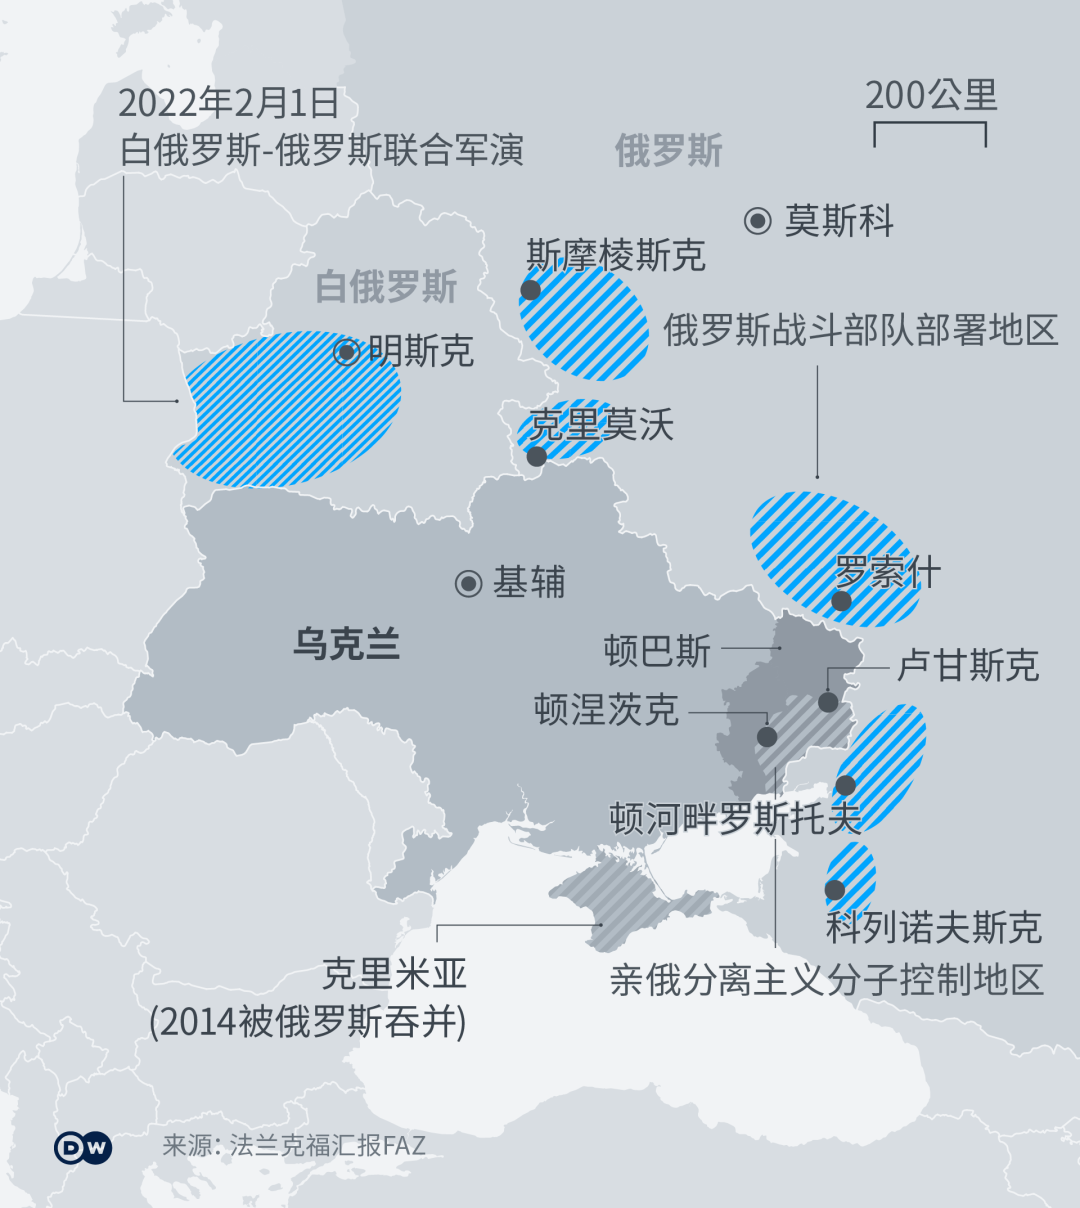 2022年2月1日
白俄罗斯-俄罗斯联合军演
200公里
俄罗斯
莫斯科
斯摩棱斯克
白俄罗斯
俄罗斯战斗部队部署地区
明斯克
克里莫沃
罗索什
基辅
乌克兰
顿巴斯
卢甘斯克
顿涅茨克
顿河畔罗斯托夫
科列诺夫斯克
克里米亚
(2014被俄罗斯吞并)
亲俄分离主义分子控制地区
DW
来源：法兰克福汇报FAZ